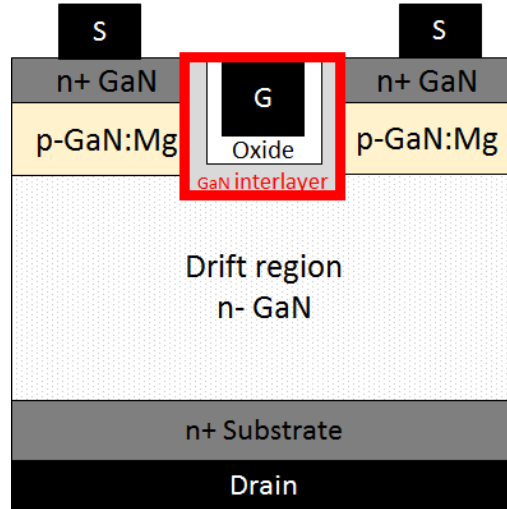 S
S
n+ GaN
n+ GaN
G
p-GaN:Mg
p-GaN:Mg
Oxide
GaN interlayer
Drift region
n- GaN
n+ Substrate
Drain